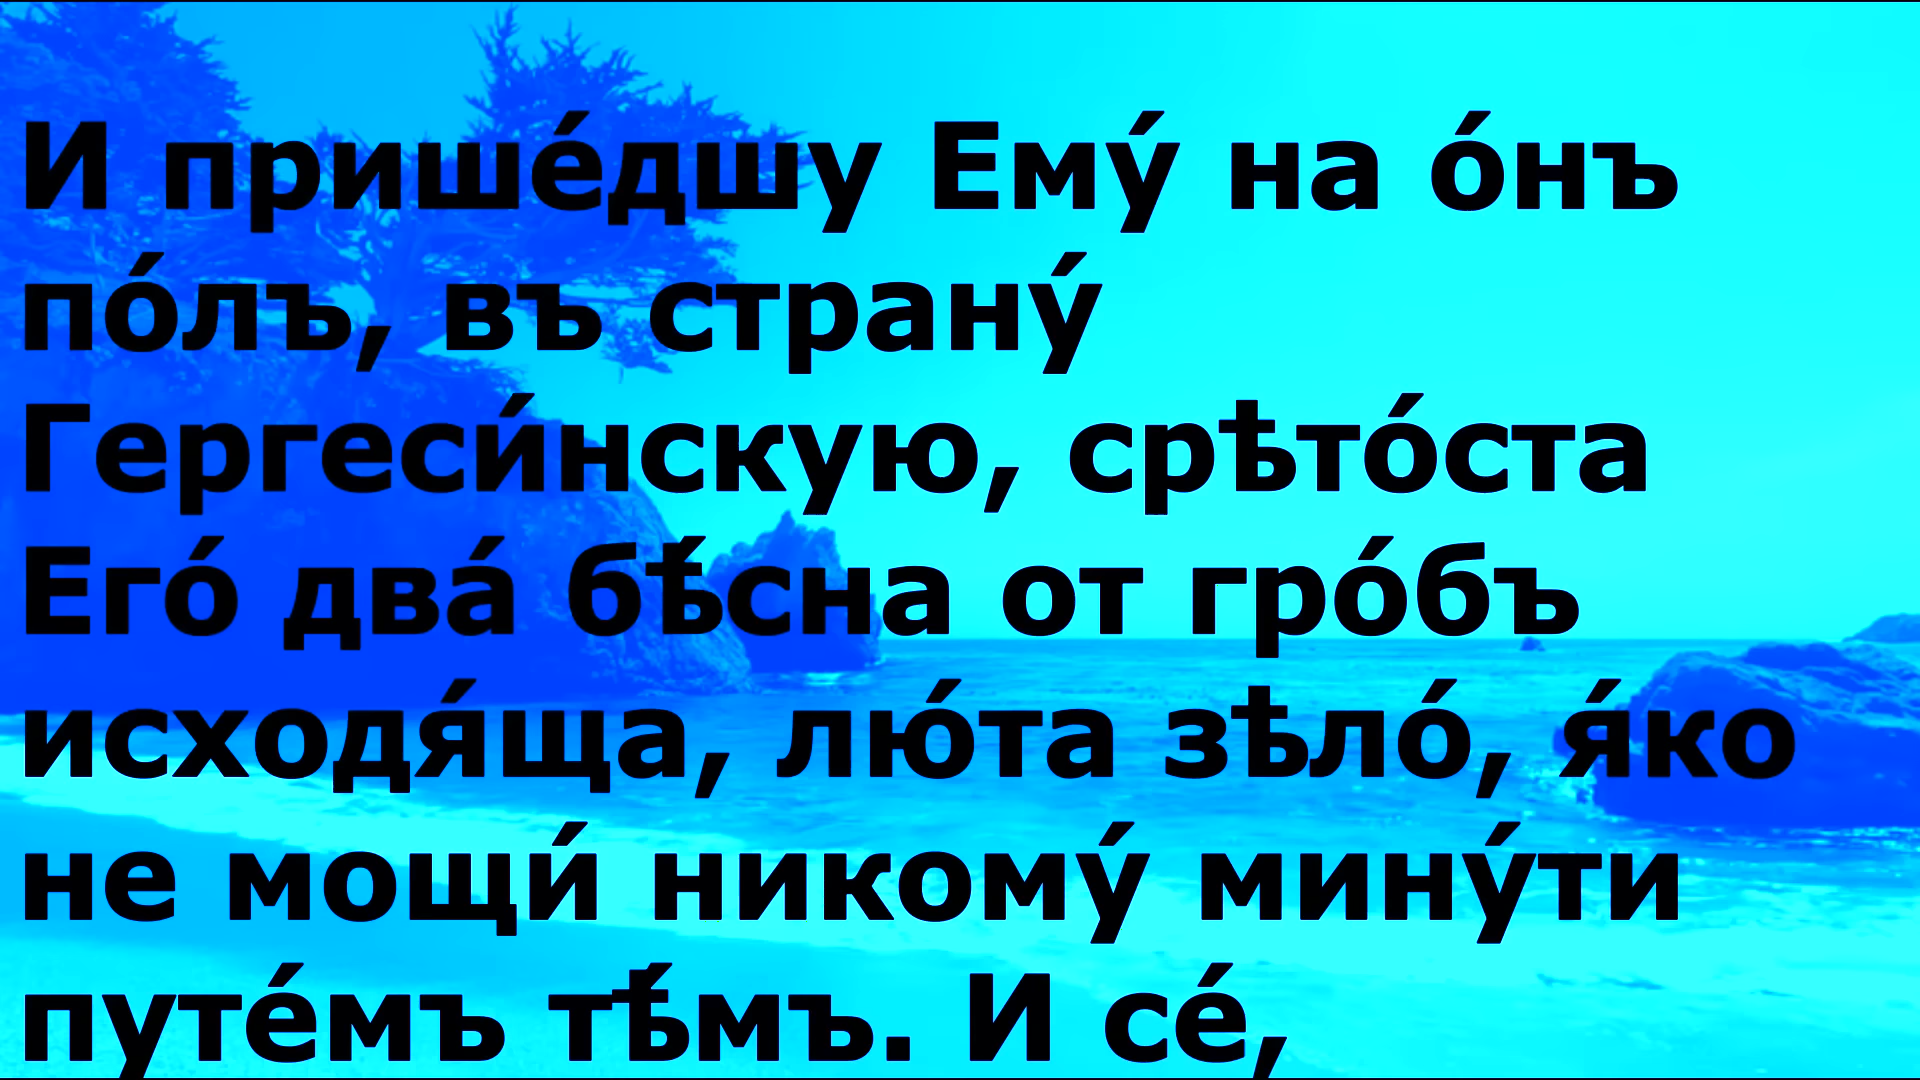 И прише́дшу Ему́ на о́нъ
по́лъ, въ страну́
Гергеси́нскую, срѣто́ста
Его́ два́ бѣ́сна от гро́бъ
исходя́ща, лю́та зѣло́, я́ко
не мощи́ никому́ мину́ти
путе́мъ тѣ́мъ. И се́,